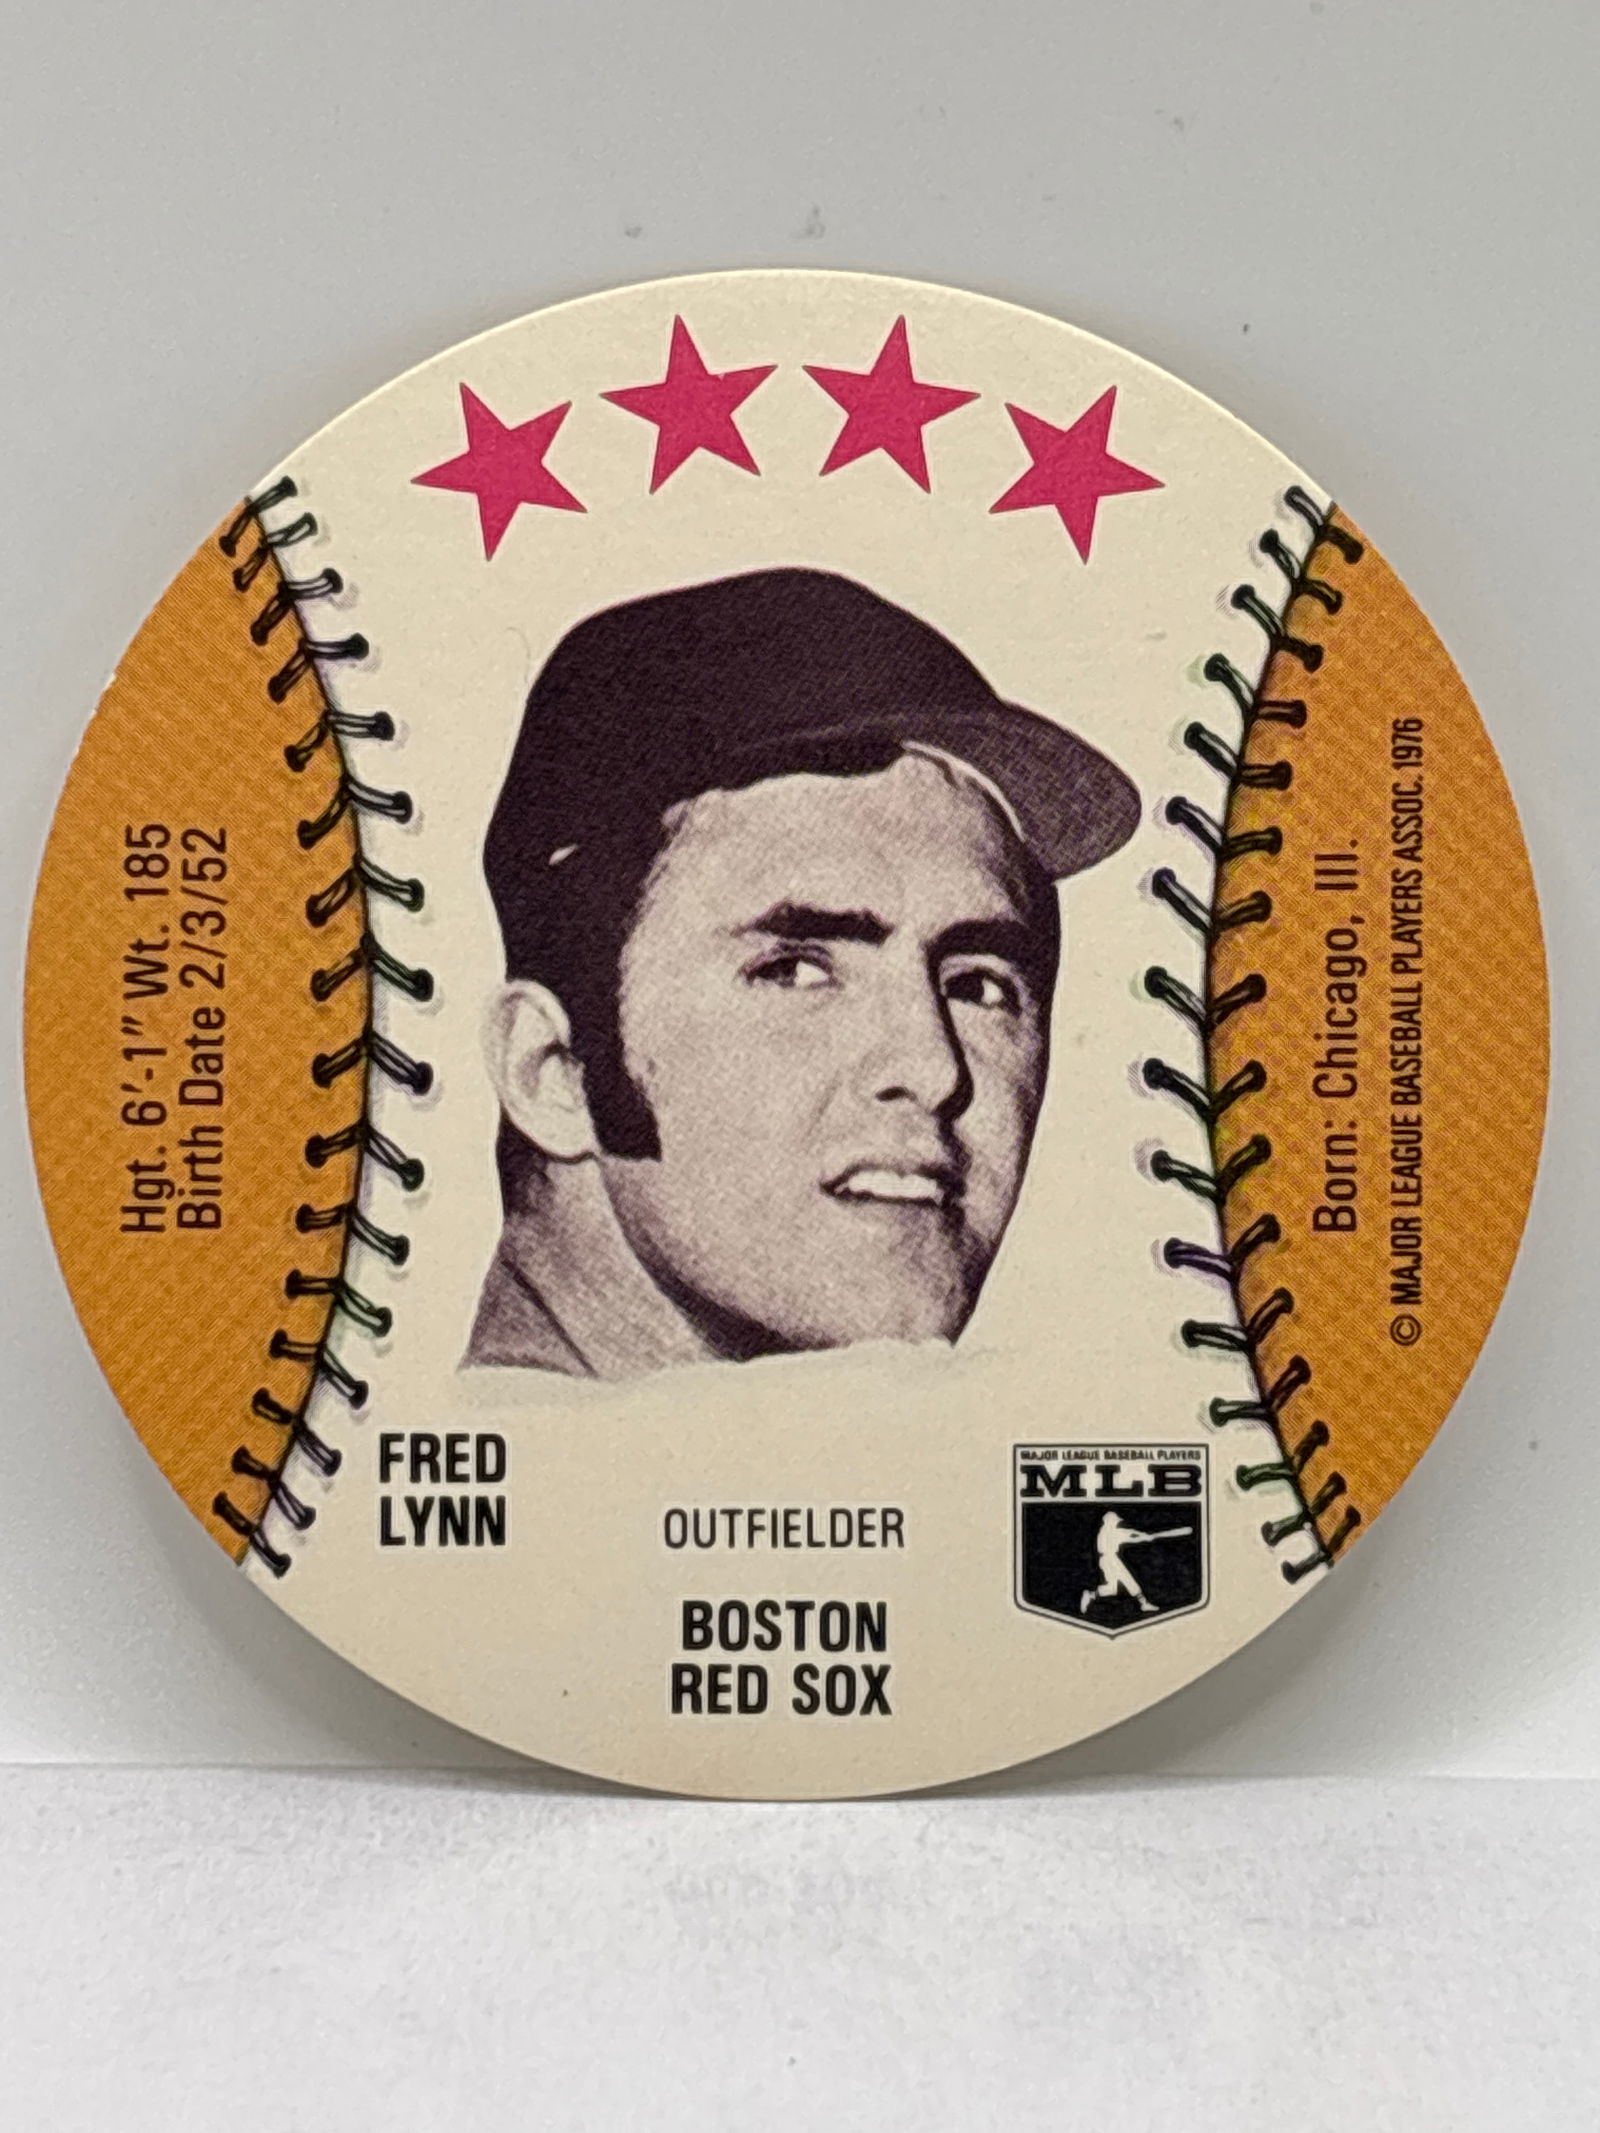 Hgt. 6'-1" Wt. 185
Birth Date 2/3/52
Born: Chicago, Ill.
© MAJOR LEAGUE BASEBALL PLAYERS ASSOC. 1976
FRED
LYNN
OUTFIELDER
BOSTON
RED SOX
MAJOR LEAGUE BASEBALL PLAYERS
MLB